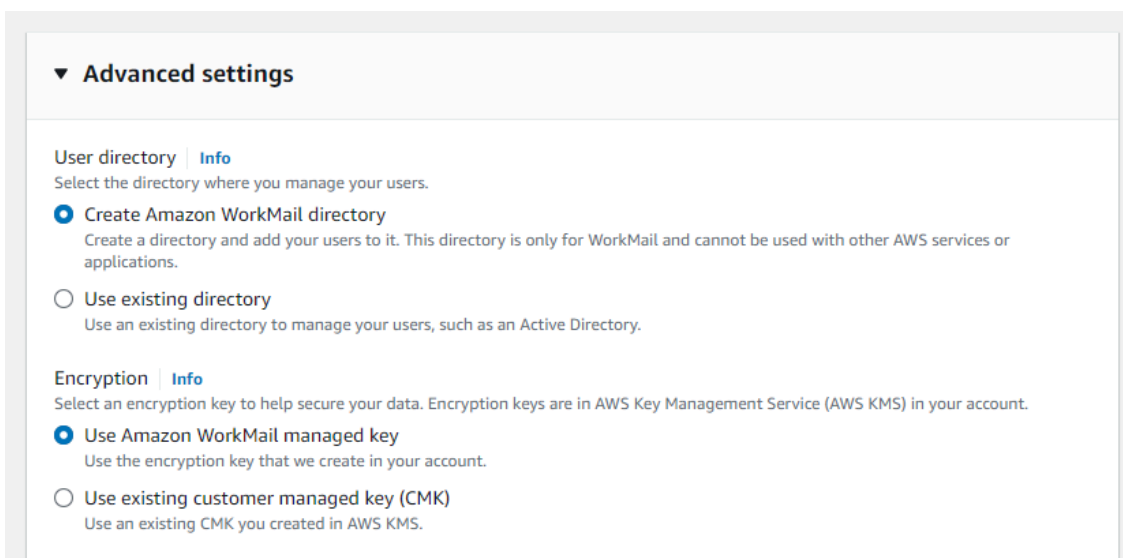 Advanced settings
User directory Info
Select the directory where you manage your users.
Create Amazon WorkMail directory
Create a directory and add your users to it. This directory is only for WorkMail and cannot be used with other AWS services or
applications.
Use existing directory
Use an existing directory to manage your users, such as an Active Directory.
Encryption Info
Select an encryption key to help secure your data. Encryption keys are in AWS Key Management Service (AWS KMS) in your account.
Use Amazon WorkMail managed key
Use the encryption key that we create in your account.
Use existing customer managed key (CMK)
Use an existing CMK you created in AWS KMS.